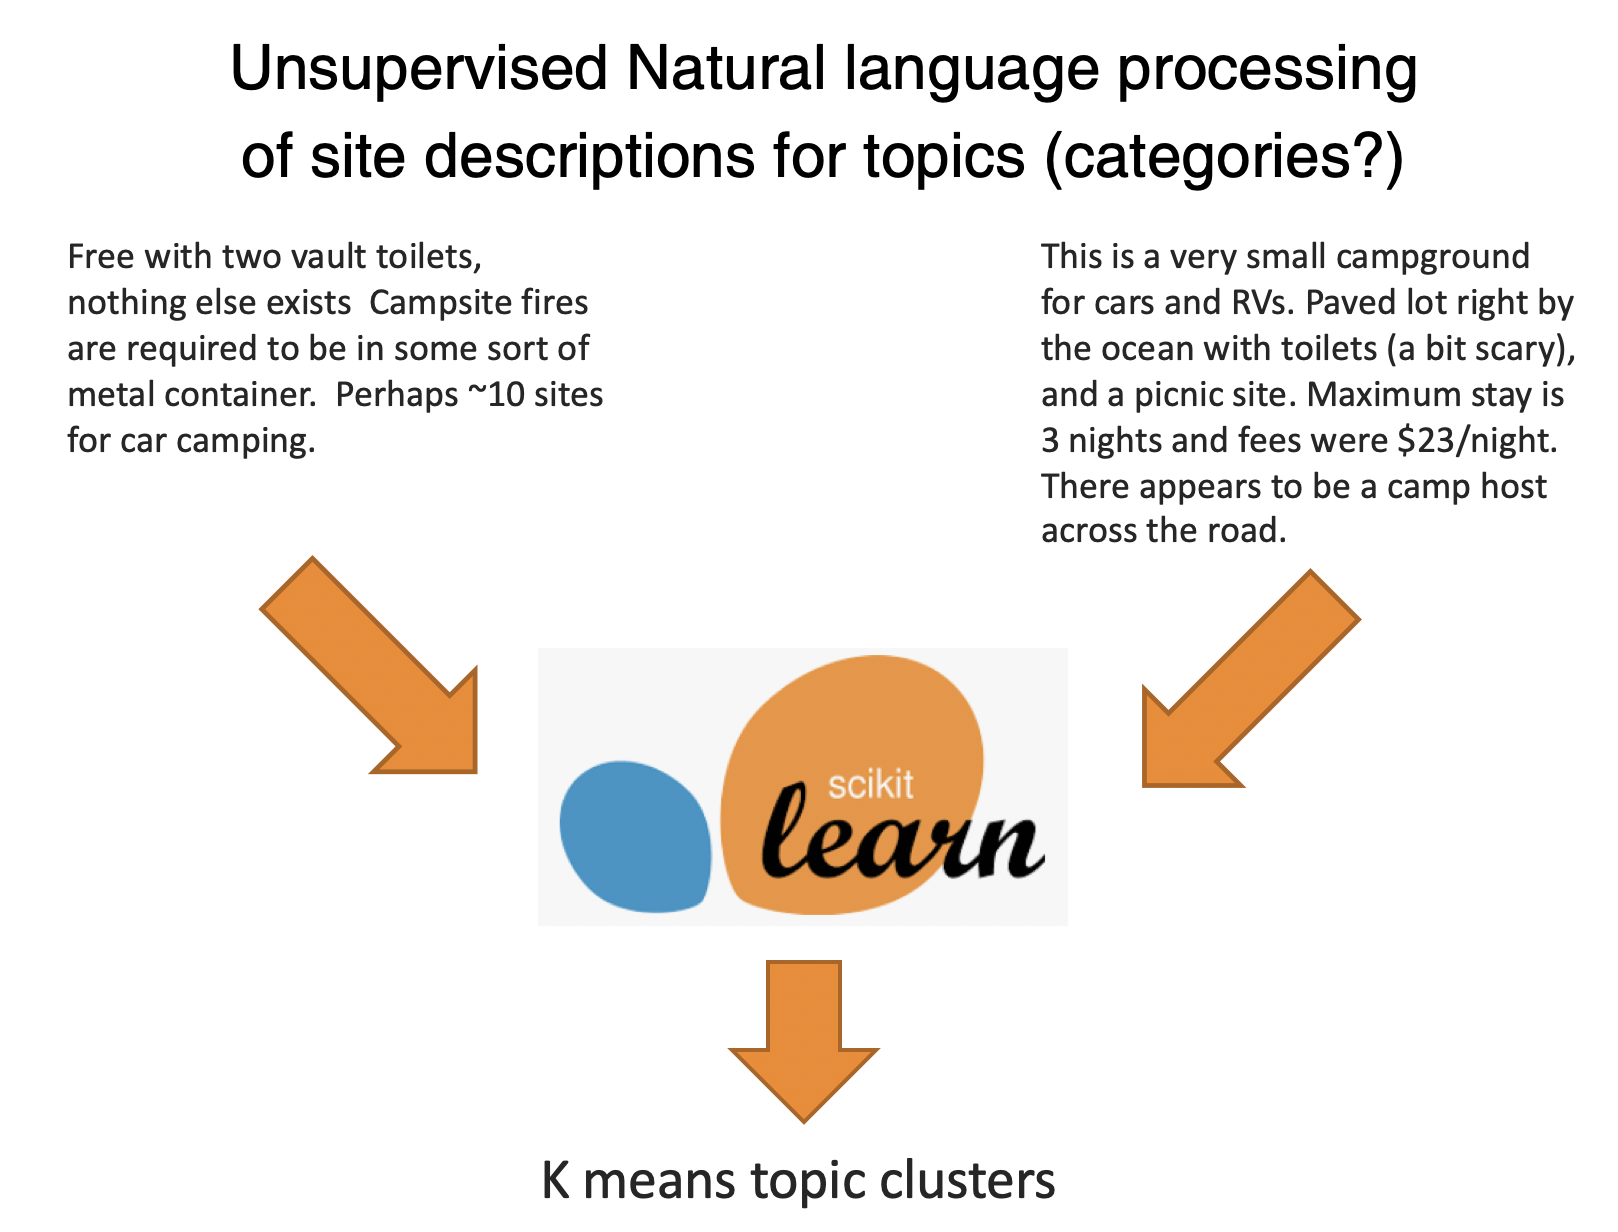 Unsupervised Natural language processing
of site descriptions for topics (categories?)
Free with two vault toilets,
nothing else exists  Campsite fires
are required to be in some sort of
metal container.  Perhaps ~10 sites
for car camping.
This is a very small campground
for cars and RVs. Paved lot right by
the ocean with toilets (a bit scary),
and a picnic site. Maximum stay is
3 nights and fees were $23/night.
There appears to be a camp host
across the road.
scikit
learn
K means topic clusters